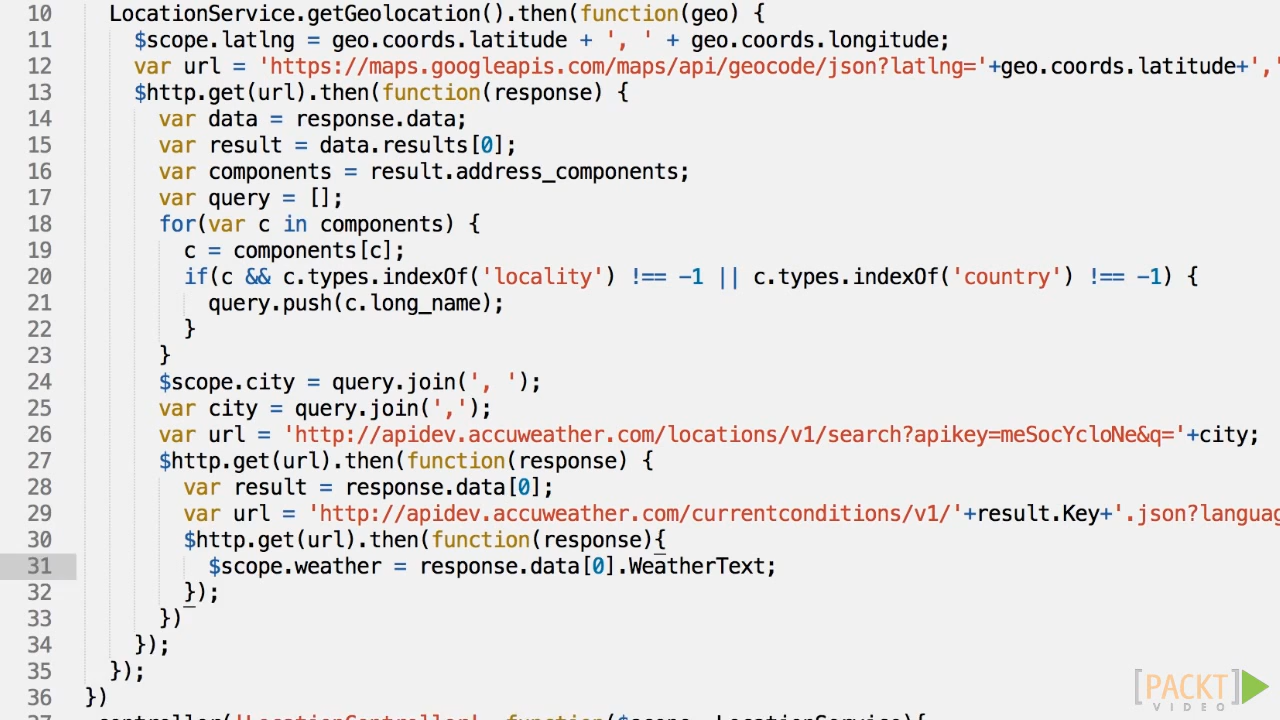 10 LocationService.getGeolocation().then(function(geo) {
11 $scope.latlng = geo.coords.latitude + ', ' + geo.coords.longitude;
12 var url = 'https://maps.googleapis.com/maps/api/geocode/json?latlng='+geo.coords.latitude+','
13 $http.get(url).then(function(response) {
14 var data = response.data;
15 var result = data.results[0];
16 var components = result.address_components;
17 var query = [];
18 for(var c in components) {
19 c = components[c];
20 if(c && c.types.indexOf('locality') !== -1 || c.types.indexOf('country') !== -1) {
21 query.push(c.long_name);
22 }
23 }
24 $scope.city = query.join(', ');
25 var city = query.join(',');
26 var url = 'http://apidev.accuweather.com/locations/v1/search?apikey=meSocYcloNe&q='+city;
27 $http.get(url).then(function(response) {
28 var result = response.data[0];
29 var url = 'http://apidev.accuweather.com/currentconditions/v1/'+result.Key+'.json?languag
30 $http.get(url).then(function(response){
31 $scope.weather = response.data[0].WeatherText;
32 });
33 })
34 });
35 });
36 })
37 .controller('LocationController', function($scope, LocationService){
[PACKT]
VIDEO